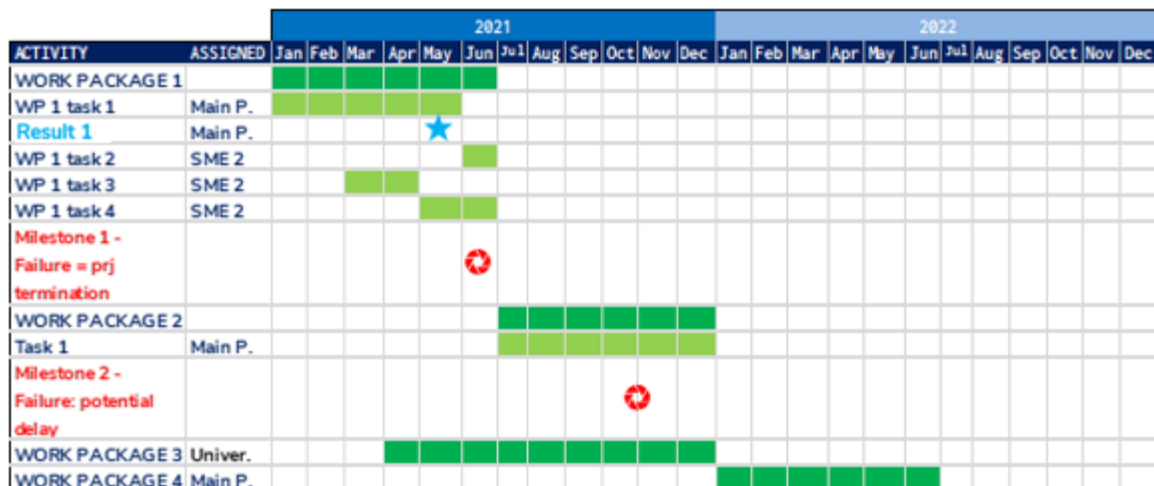 2021 2022
ACTIVITY ASSIGNED Jan Feb Mar Apr May Jun Jul Aug Sep Oct Nov Dec Jan Feb Mar Apr May Jun Jul Aug Sep Oct Nov Dec
WORK PACKAGE 1
WP 1 task 1 Main P.
Result 1 Main P.
WP 1 task 2 SME 2
WP 1 task 3 SME 2
WP 1 task 4 SME 2
Milestone 1 -
Failure = prj
termination
WORK PACKAGE 2
Task 1 Main P.
Milestone 2 -
Failure: potential
delay
WORK PACKAGE 3 Univer.
WORK PACKAGE 4 Main P.